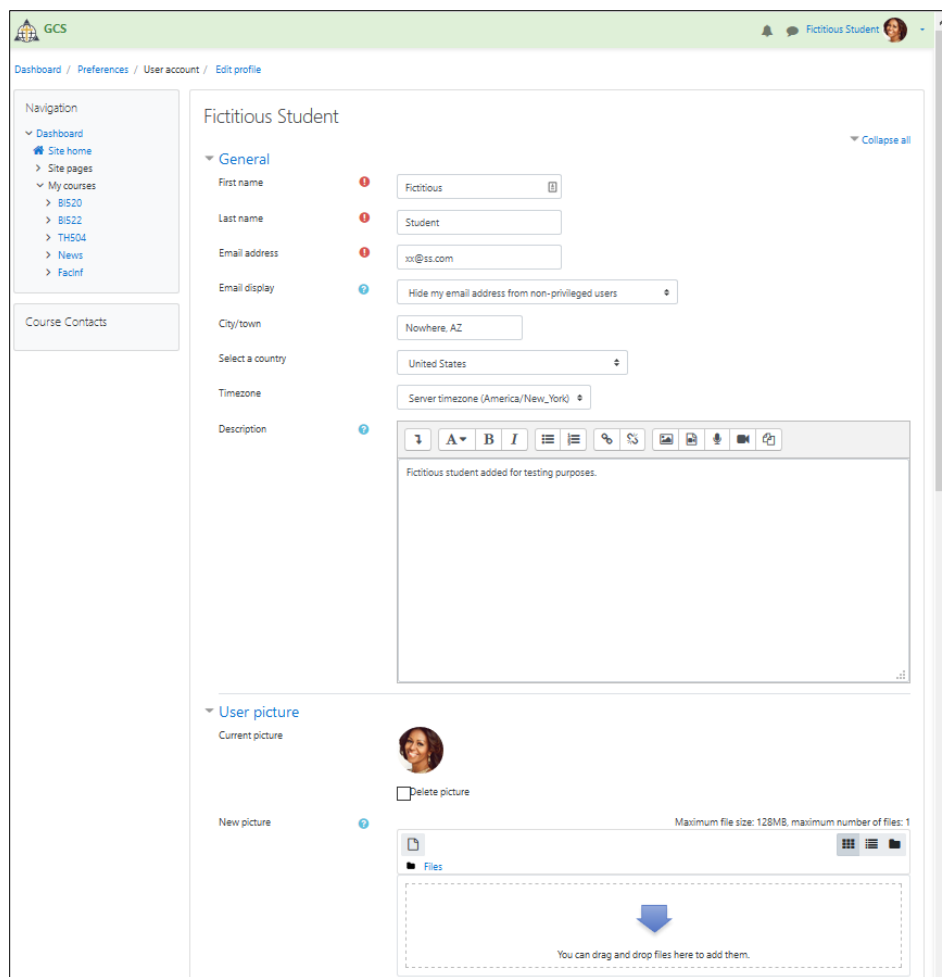 GCS
Fictitious Student
Dashboard / Preferences / User account / Edit profile
Navigation
Dashboard
Site home
Site pages
My courses
BI520
BI522
TH504
News
FacInf
Course Contacts
Fictitious Student
Collapse all
General
First name
Fictitious
Last name
Student
Email address
xx@ss.com
Email display
Hide my email address from non-privileged users
City/town
Nowhere, AZ
Select a country
United States
Timezone
Server timezone (America/New_York)
Description
A B I
Fictitious student added for testing purposes.
User picture
Current picture
Delete picture
New picture
Maximum file size: 128MB, maximum number of files: 1
Files
You can drag and drop files here to add them.